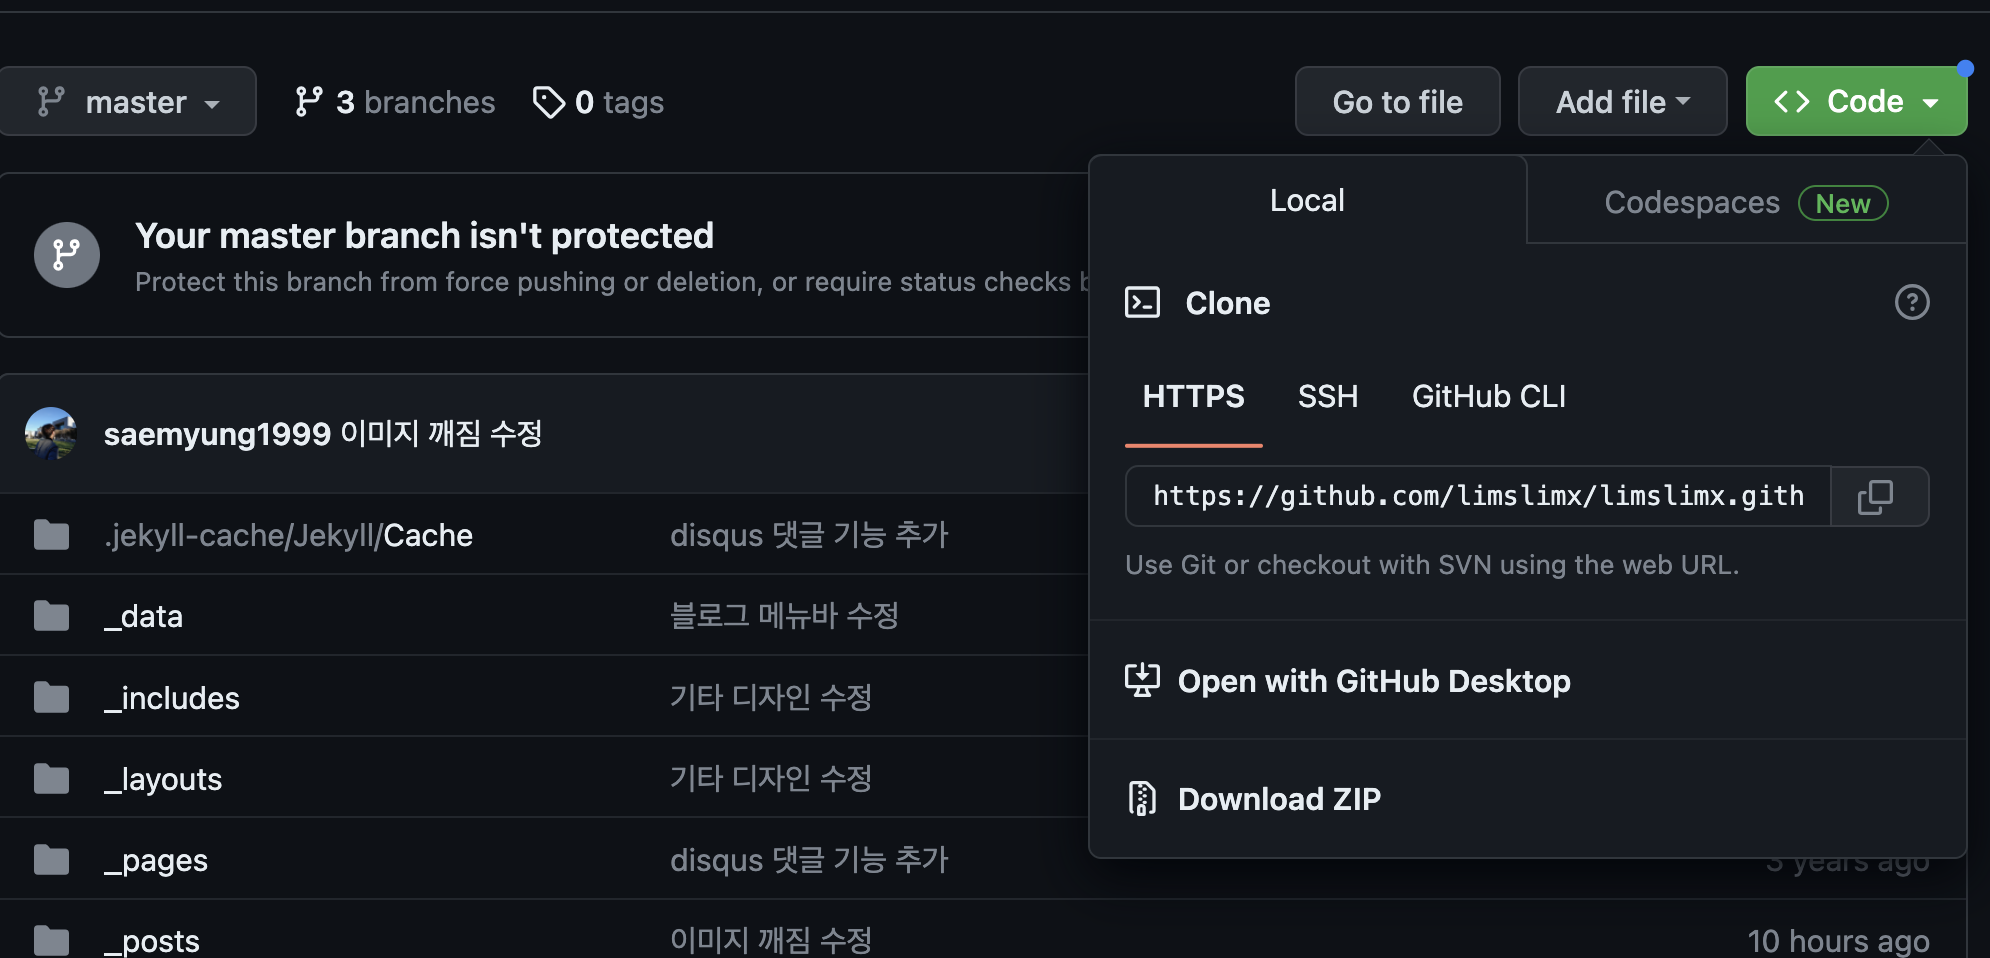 master 3 branches 0 tags Go to file Add file Code
Local Codespaces New
Your master branch isn't protected
Protect this branch from force pushing or deletion, or require status checks
Clone
HTTPS SSH GitHub CLI
https://github.com/limslimx/limslimx.gith
Use Git or checkout with SVN using the web URL.
Open with GitHub Desktop
Download ZIP
saemyung1999 이미지 깨짐 수정
.jekyll-cache/Jekyll/Cache disqus 댓글 기능 추가
_data 블로그 메뉴바 수정
_includes 기타 디자인 수정
_layouts 기타 디자인 수정
_pages disqus 댓글 기능 추가 3 years ago
_posts 이미지 깨짐 수정 10 hours ago